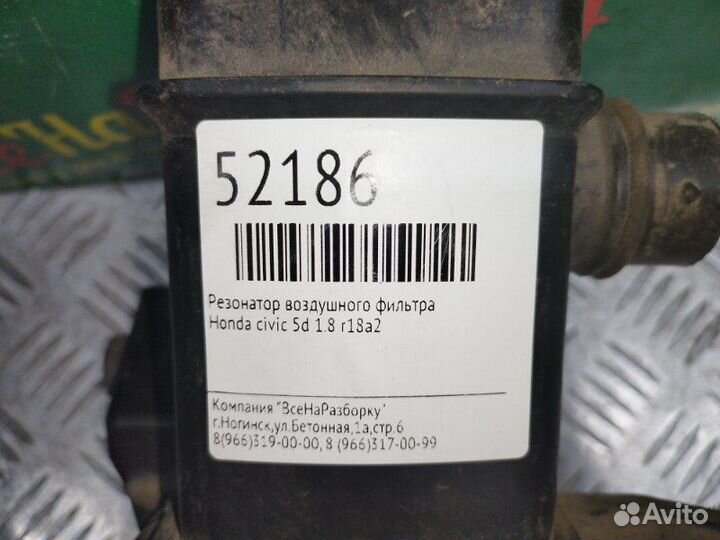 52186
Резонатор воздушного фильтра
Honda civic 5d 1.8 r18a2
Компания "ВсеНаРазборку"
г.Ногинск,ул.Бетонная,1а,стр.6
8(966)319-00-00, 8 (966)317-00-99
Avito